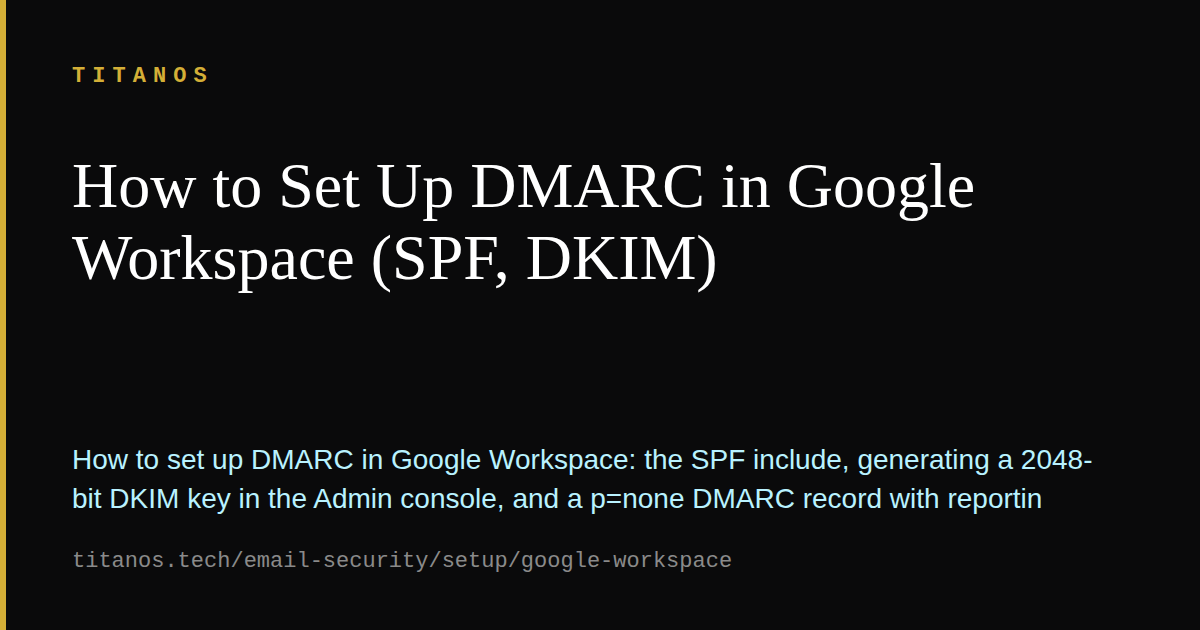 TITANOS
How to Set Up DMARC in Google
Workspace (SPF, DKIM)
How to set up DMARC in Google Workspace: the SPF include, generating a 2048-
bit DKIM key in the Admin console, and a p=none DMARC record with reportin
titanos.tech/email-security/setup/google-workspace